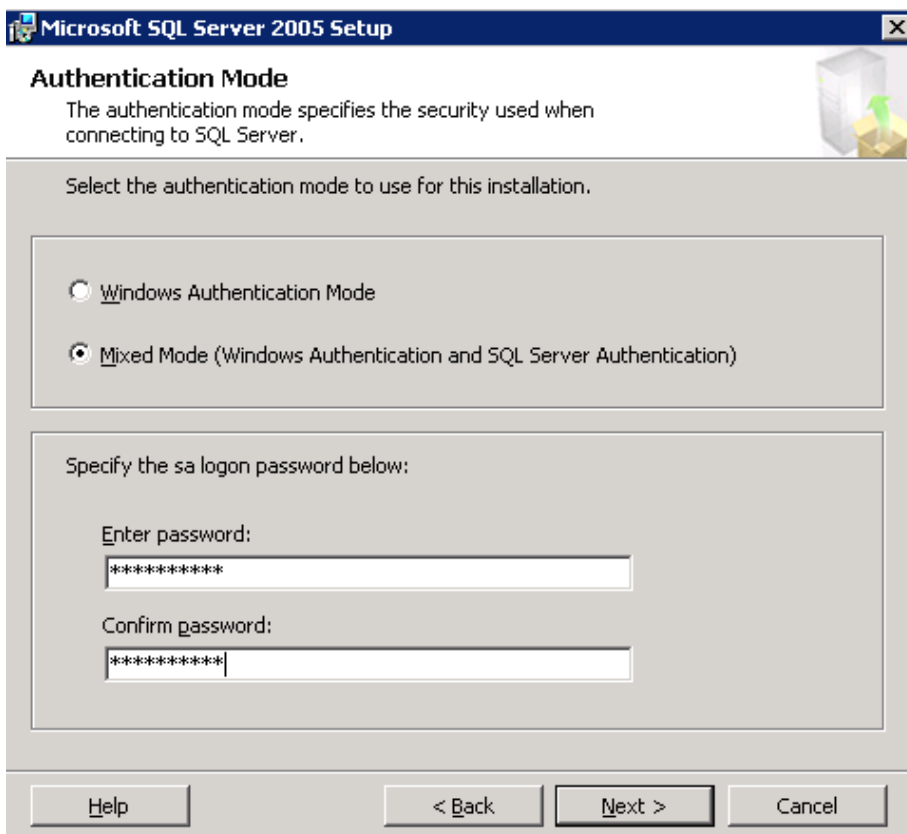 Microsoft SQL Server 2005 Setup
Authentication Mode
The authentication mode specifies the security used when
connecting to SQL Server.
Select the authentication mode to use for this installation.
Windows Authentication Mode
Mixed Mode (Windows Authentication and SQL Server Authentication)
Specify the sa logon password below:
Enter password:
**********
Confirm password:
**********
Help
< Back
Next >
Cancel